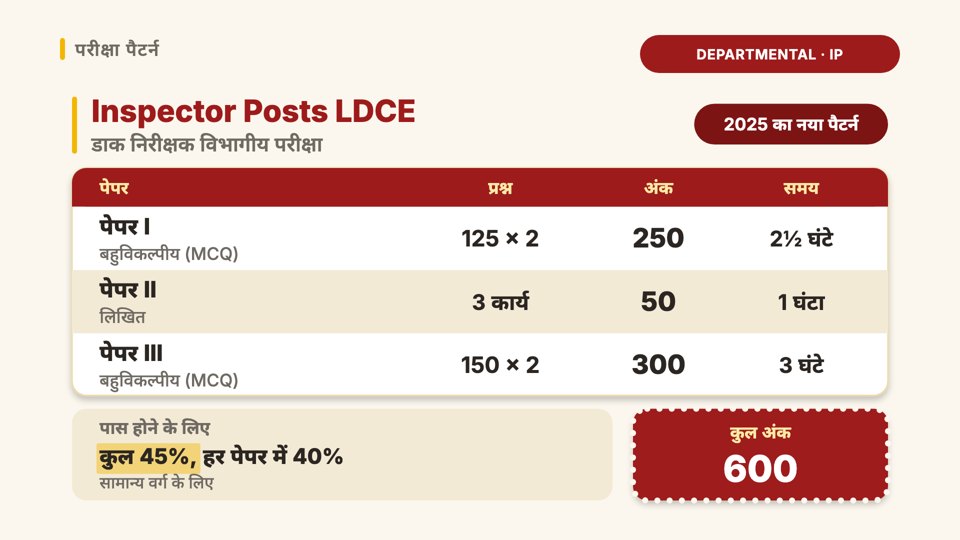 परीक्षा पैटर्न
DEPARTMENTAL · IP
Inspector Posts LDCE
डाक निरीक्षक विभागीय परीक्षा
2025 का नया पैटर्न
पेपर प्रश्न अंक समय
पेपर I
बहुविकल्पीय (MCQ)
125 × 2 250 2½ घंटे
पेपर II
लिखित
3 कार्य 50 1 घंटा
पेपर III
बहुविकल्पीय (MCQ)
150 × 2 300 3 घंटे
पास होने के लिए
कुल 45%, हर पेपर में 40%
सामान्य वर्ग के लिए
कुल अंक
600